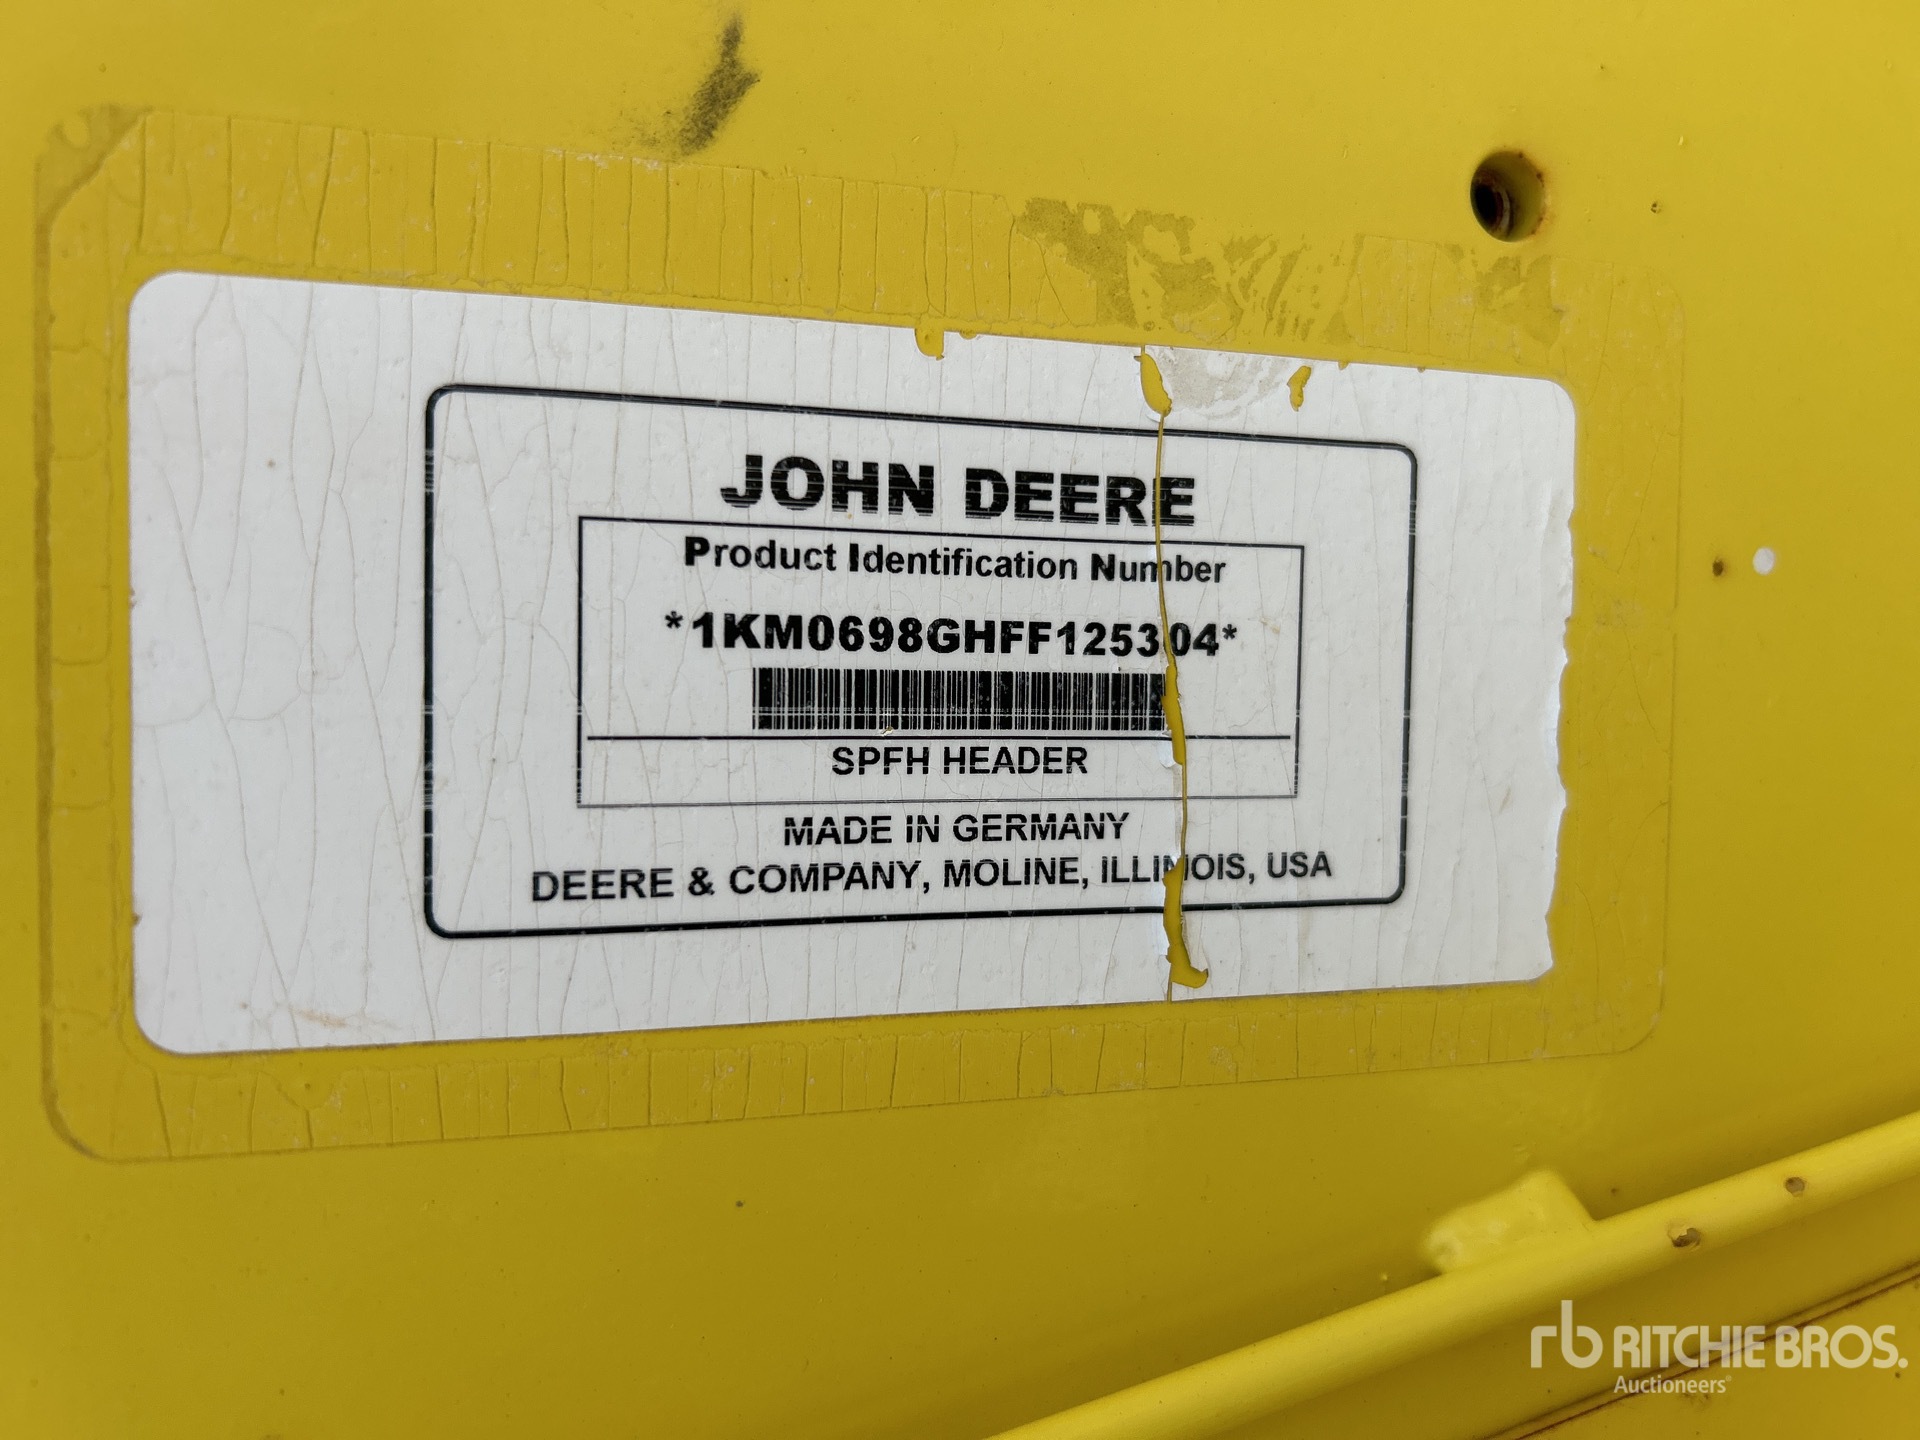 JOHN DEERE
Product Identification Number
*1KM0698GHFF125304*
SPFH HEADER
MADE IN GERMANY
DEERE & COMPANY, MOLINE, ILLINOIS, USA
rb RITCHIE BROS.
Auctioneers